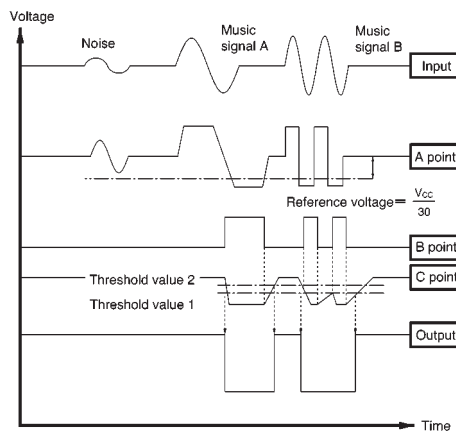 Voltage
Noise
Music
signal A
Music
signal B
Input
A point
Reference voltage = VCC
30
B point
C point
Threshold value 2
Threshold value 1
Output
Time